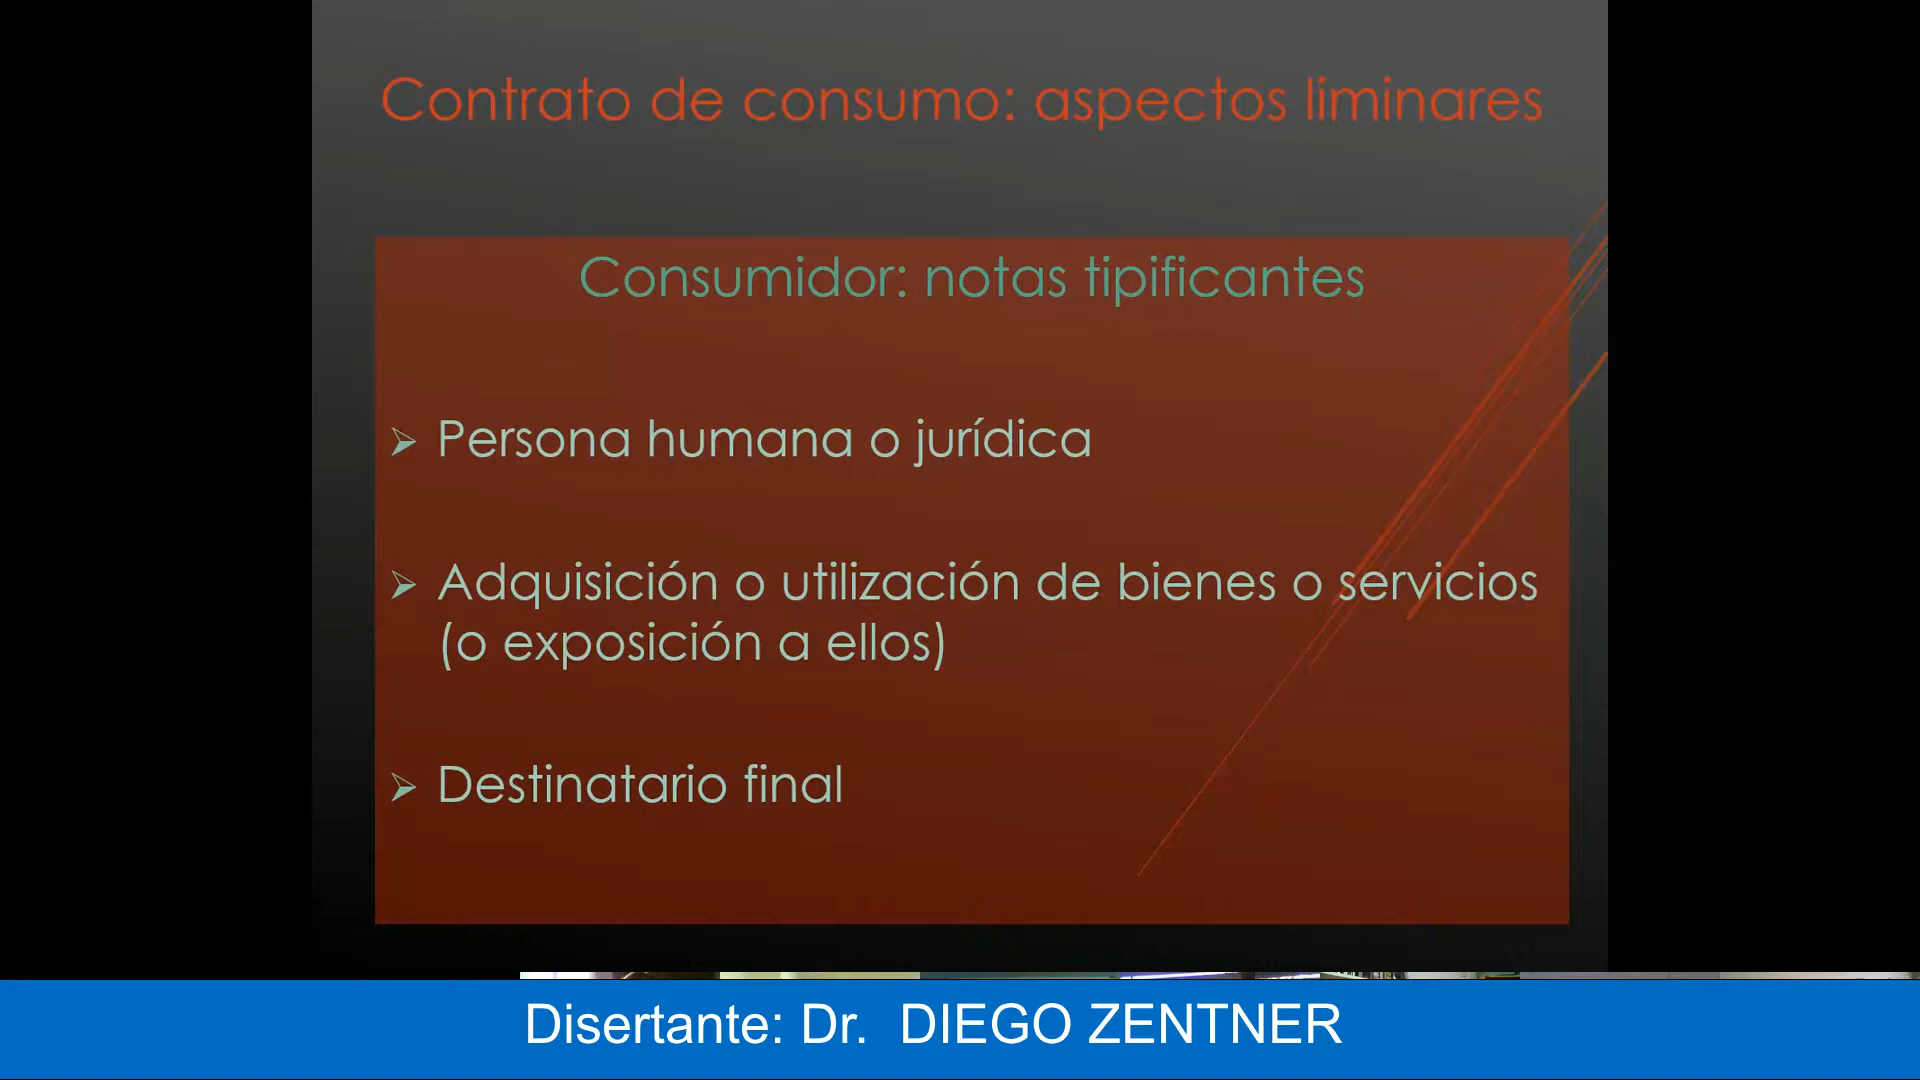 Contrato de consumo: aspectos liminares
Consumidor: notas tipificantes
Persona humana o jurídica
Adquisición o utilización de bienes o servicios
(o exposición a ellos)
Destinatario final
Disertante: Dr. DIEGO ZENTNER